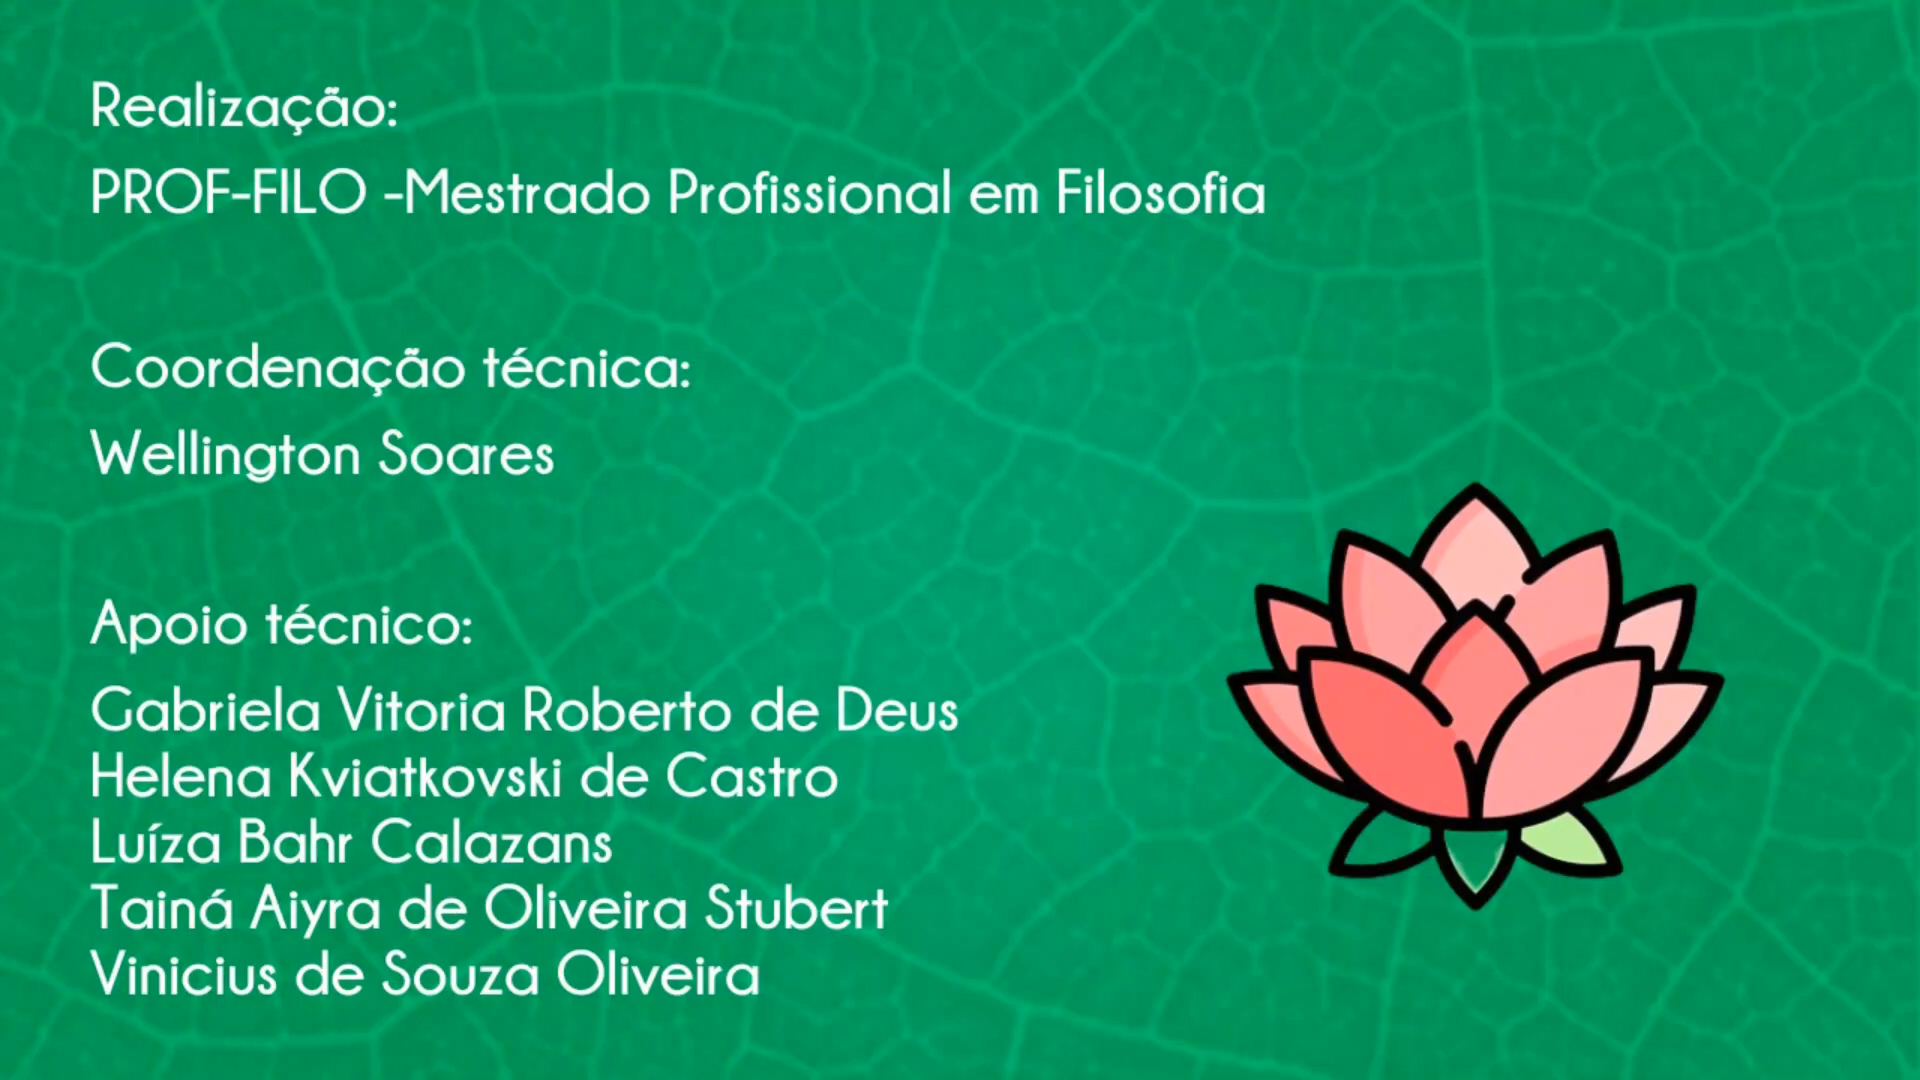 Realização:
PROF-FILO -Mestrado Profissional em Filosofia
Coordenação técnica:
Wellington Soares
Apoio técnico:
Gabriela Vitoria Roberto de Deus
Helena Kviatkovski de Castro
Luíza Bahr Calazans
Tainá Aiyra de Oliveira Stubert
Vinicius de Souza Oliveira